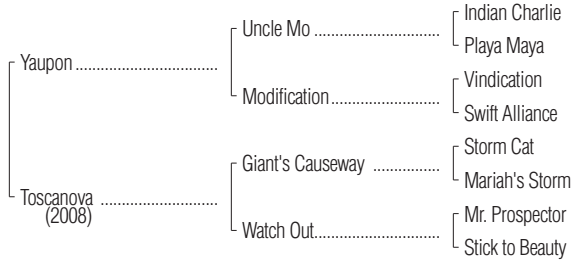 Indian Charlie
Uncle Mo ..............................
Playa Maya
Yaupon ..................................
Vindication
Modification..........................
Swift Alliance
Storm Cat
Giant's Causeway ................
Mariah's Storm
Toscanova ............................
(2008)
Mr. Prospector
Watch Out..............................
Stick to Beauty